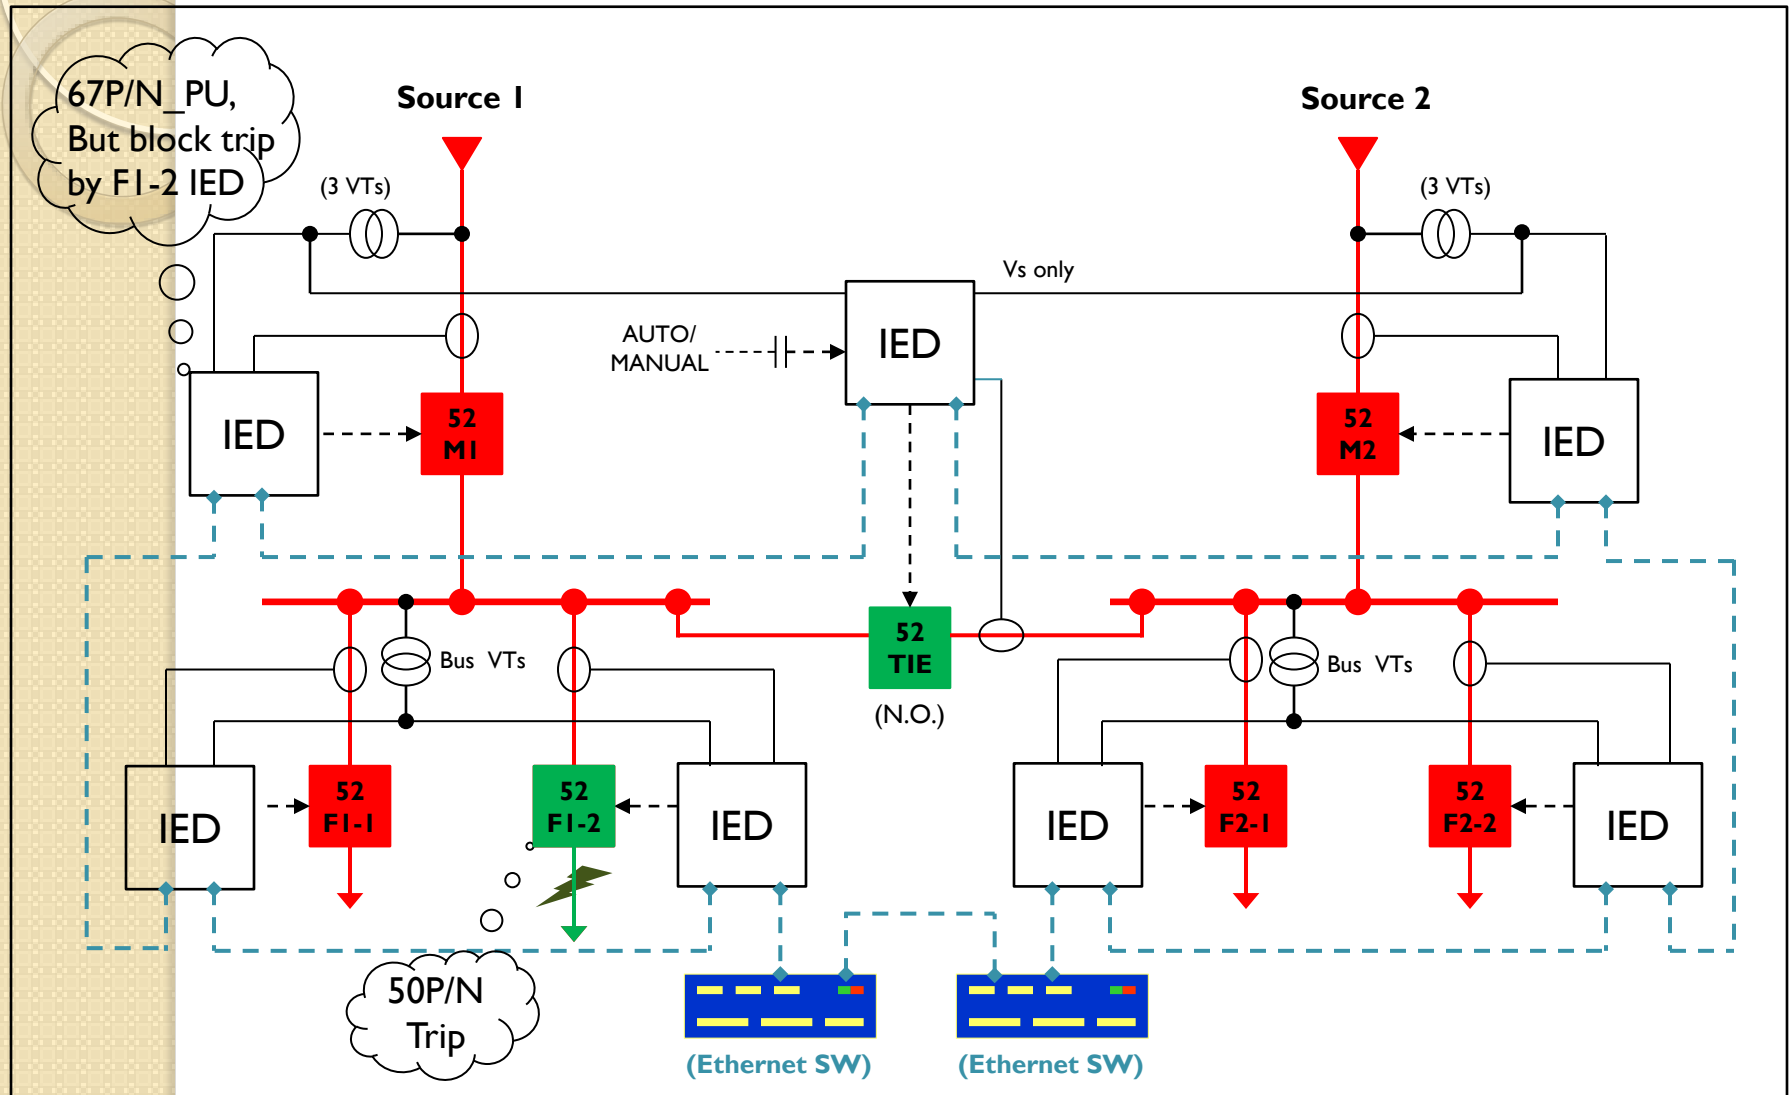 67P/N_PU,
But block trip
by F1-2 IED
Source 1
Source 2
(3 VTs)
(3 VTs)
Vs only
AUTO/
MANUAL
IED
IED
52
M1
52
M2
IED
Bus VTs
52
TIE
(N.O.)
Bus VTs
IED
52
F1-1
52
F1-2
IED
IED
52
F2-1
52
F2-2
IED
50P/N
Trip
(Ethernet SW)
(Ethernet SW)